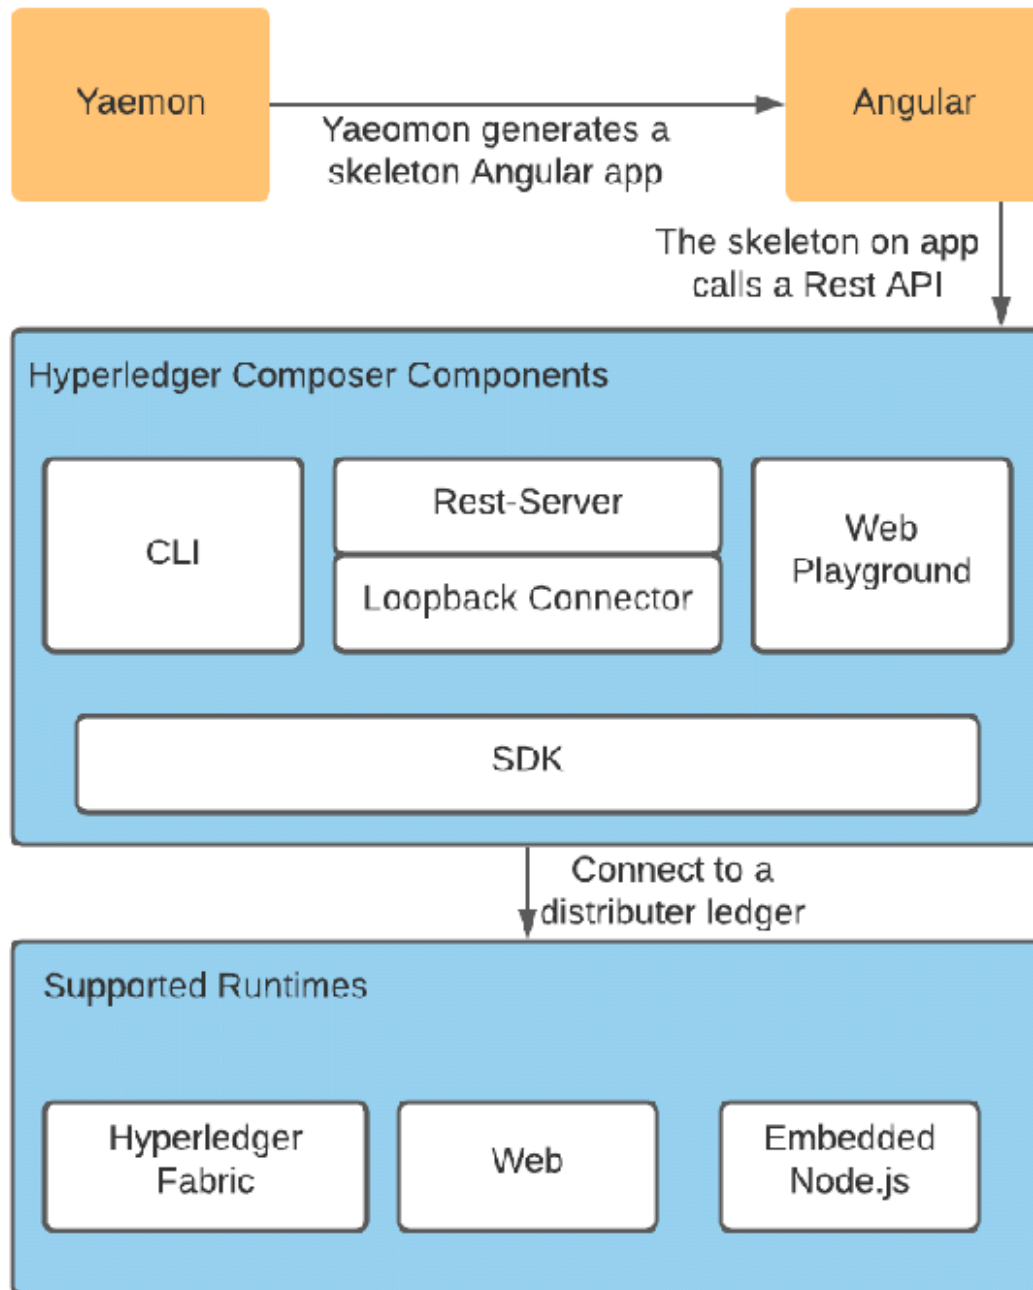 Yaemon
Angular
Yaeomon generates a
skeleton Angular app
The skeleton on app
calls a Rest API
Hyperledger Composer Components
CLI
Rest-Server
Loopback Connector
Web
Playground
SDK
Connect to a
distributer ledger
Supported Runtimes
Hyperledger
Fabric
Web
Embedded
Node.js